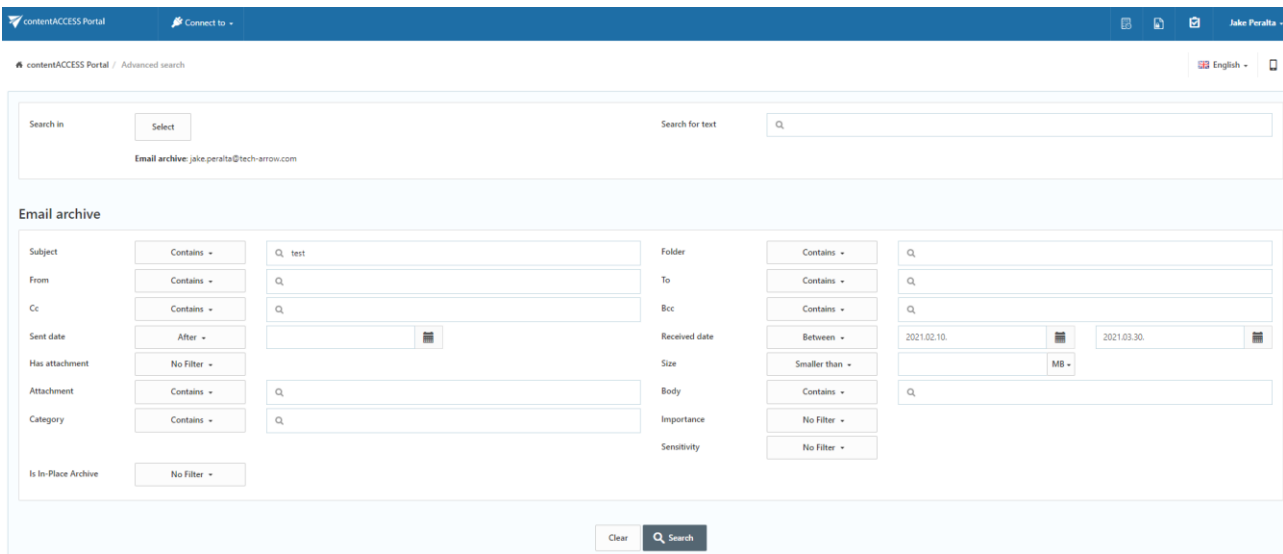 contentACCESS Portal Connect to Jake Peralta
contentACCESS Portal / Advanced search English
Search in Select Search for text
Email archive: jake.peralta@tech-arrow.com
Email archive
Subject Contains test Folder Contains
From Contains To Contains
Cc Contains Bcc Contains
Sent date After Received date Between 2021.02.10. 2021.03.30.
Has attachment No Filter Size Smaller than MB
Attachment Contains Body Contains
Category Contains Importance No Filter
Sensitivity No Filter
Is In-Place Archive No Filter
Clear Search